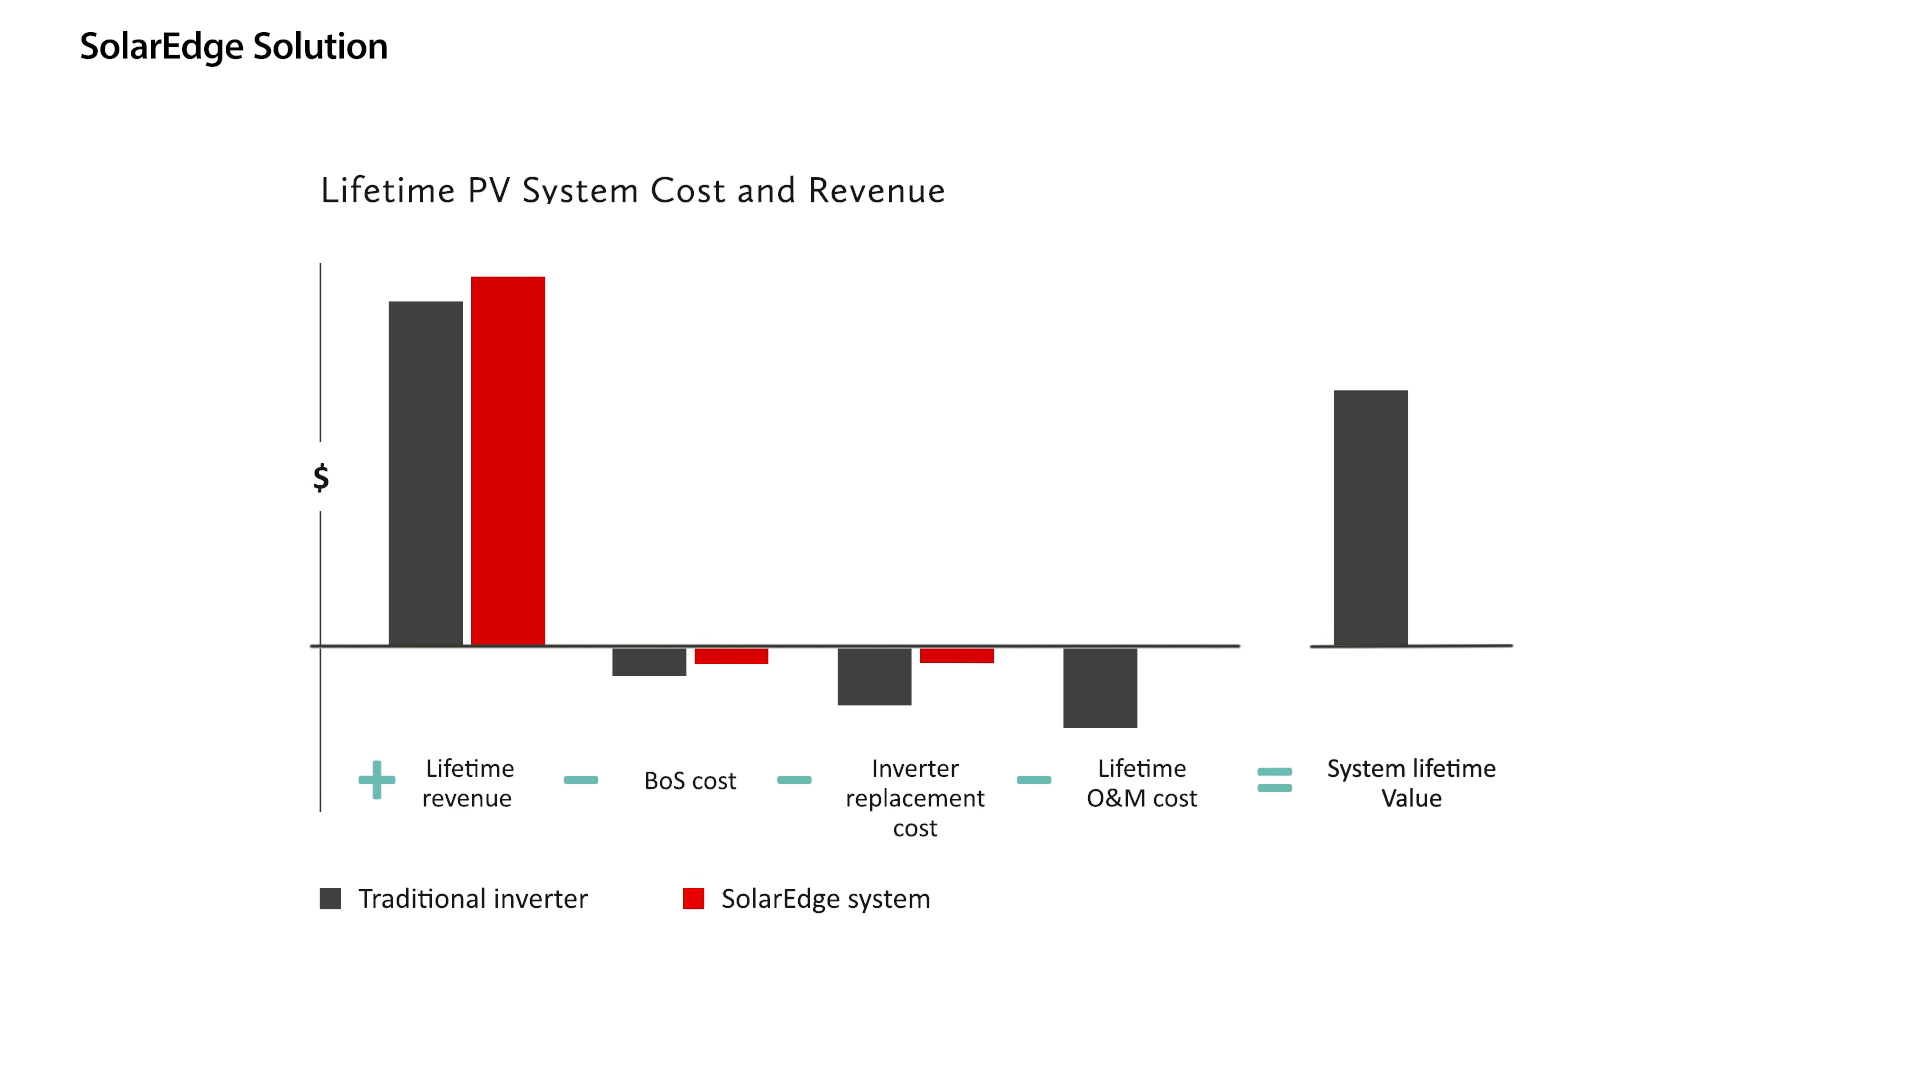 SolarEdge Solution
Lifetime PV System Cost and Revenue
$
+ Lifetime revenue
− BoS cost
− Inverter replacement cost
− Lifetime O&M cost
= System lifetime Value
Traditional inverter
SolarEdge system